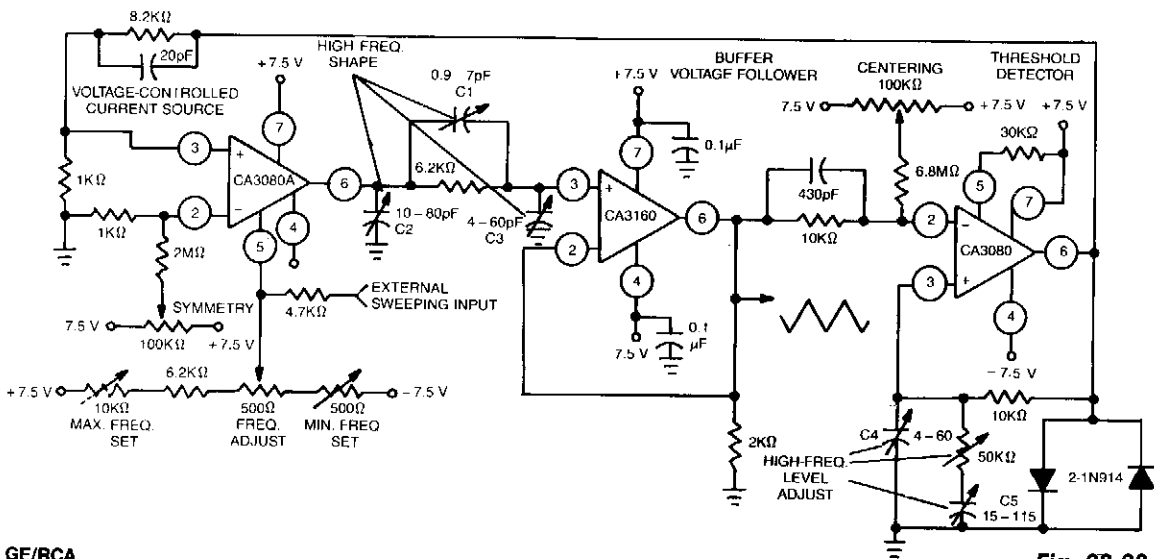 8.2KΩ
20pF
VOLTAGE-CONTROLLED
CURRENT SOURCE
+7.5 V
7
3
+
CA3080A
6
1KΩ
1KΩ
2
−
5
4
2MΩ
SYMMETRY
7.5 V
+7.5 V
100KΩ
4.7KΩ
EXTERNAL
SWEEPING INPUT
+7.5 V
10KΩ
MAX. FREQ.
SET
6.2KΩ
500Ω
FREQ.
ADJUST
500Ω
MIN. FREQ
SET
−7.5 V
HIGH FREQ.
SHAPE
0.9 7pF
C1
6.2KΩ
10–80pF
C2
4–60pF
C3
BUFFER
VOLTAGE FOLLOWER
+7.5 V
0.1µF
7
3
+
CA3160
6
2
−
4
0.1
µF
7.5 V
2KΩ
CENTERING
100KΩ
7.5 V
+7.5 V
430pF
10KΩ
6.8MΩ
THRESHOLD
DETECTOR
+7.5 V
30KΩ
5
7
2
−
CA3080
6
3
+
4
−7.5 V
10KΩ
C4
4–60
50KΩ
HIGH-FREQ.
LEVEL
ADJUST
C5
15–115
2-1N914
GE/RCA